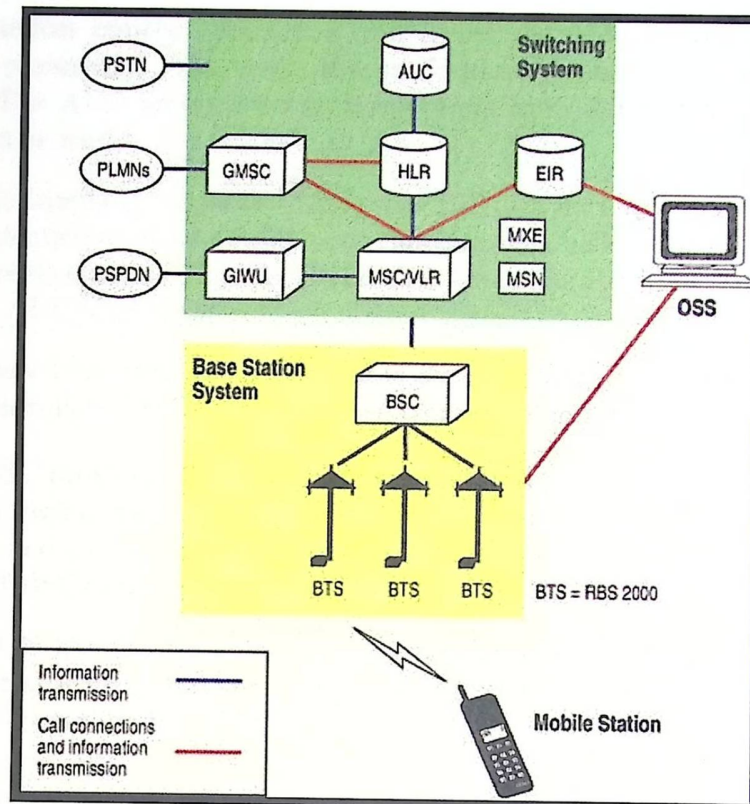 Switching
System
PSTN
AUC
PLMNs
GMSC
HLR
EIR
MXE
PSPDN
GIWU
MSC/VLR
MSN
OSS
Base Station
System
BSC
BTS
BTS
BTS
BTS = RBS 2000
Information
transmission
Call connections
and information
transmission
Mobile Station